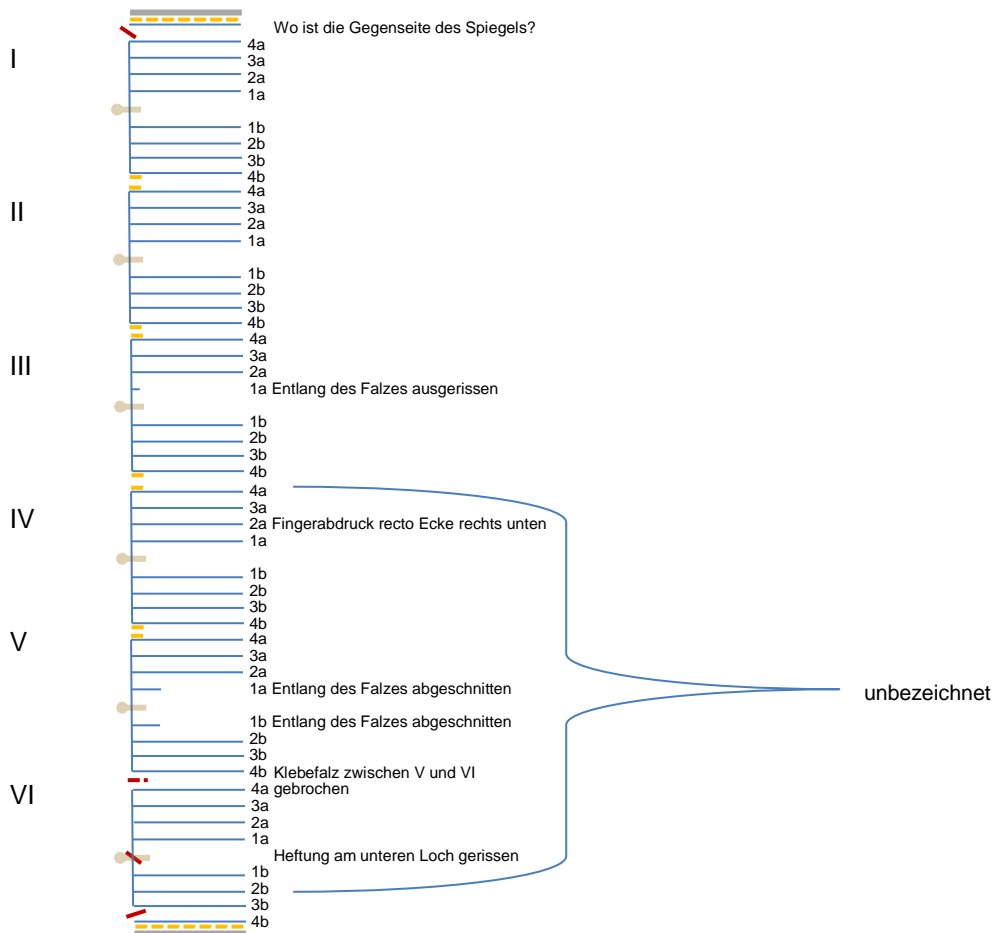 Wo ist die Gegenseite des Spiegels?
I
4a
3a
2a
1a
1b
2b
3b
4b
II
4a
3a
2a
1a
1b
2b
3b
4b
III
4a
3a
2a
1a Entlang des Falzes ausgerissen
1b
2b
3b
4b
IV
4a
3a
2a Fingerabdruck recto Ecke rechts unten
1a
1b
2b
3b
4b
V
4a
3a
2a
1a Entlang des Falzes abgeschnitten
1b Entlang des Falzes abgeschnitten
2b
3b
4b Klebefalz zwischen V und VI
gebrochen
VI
4a
3a
2a
1a
Heftung am unteren Loch gerissen
1b
2b
3b
4b
unbezeichnet